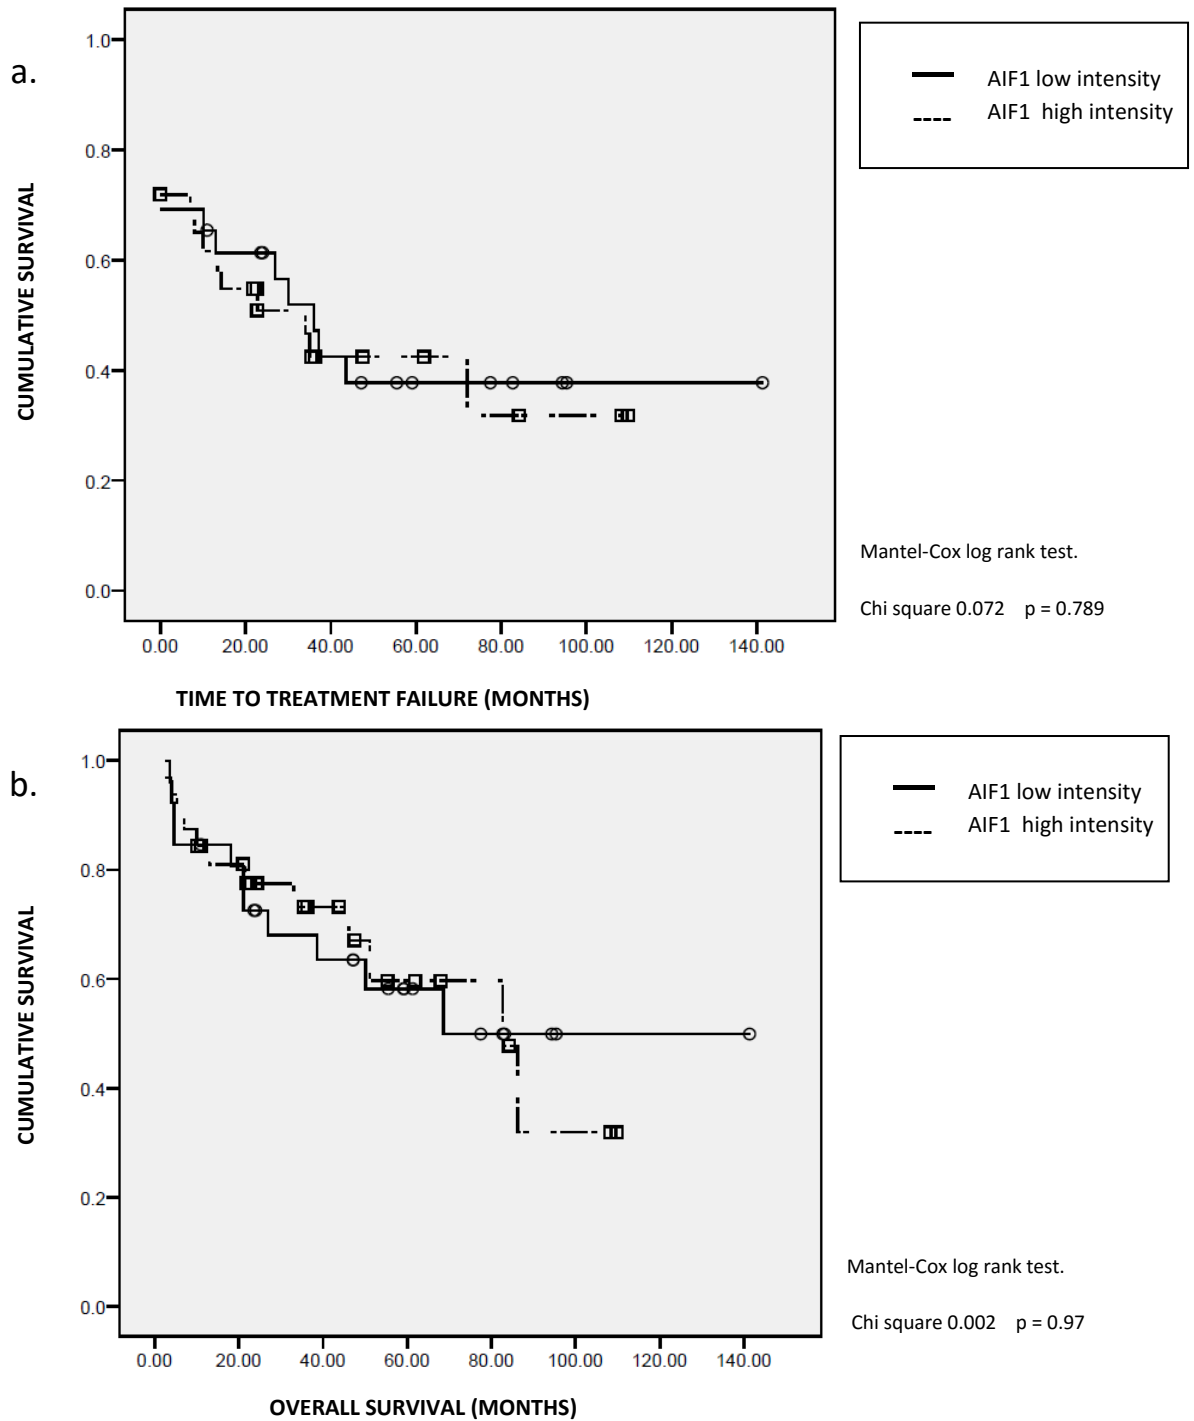 a.
CUMULATIVE SURVIVAL
1.0
0.8
0.6
0.4
0.2
0.0
0.00 20.00 40.00 60.00 80.00 100.00 120.00 140.00
TIME TO TREATMENT FAILURE (MONTHS)
AIF1 low intensity
AIF1 high intensity
Mantel-Cox log rank test.
Chi square 0.072 p = 0.789
b.
CUMULATIVE SURVIVAL
1.0
0.8
0.6
0.4
0.2
0.0
0.00 20.00 40.00 60.00 80.00 100.00 120.00 140.00
OVERALL SURVIVAL (MONTHS)
AIF1 low intensity
AIF1 high intensity
Mantel-Cox log rank test.
Chi square 0.002 p = 0.97